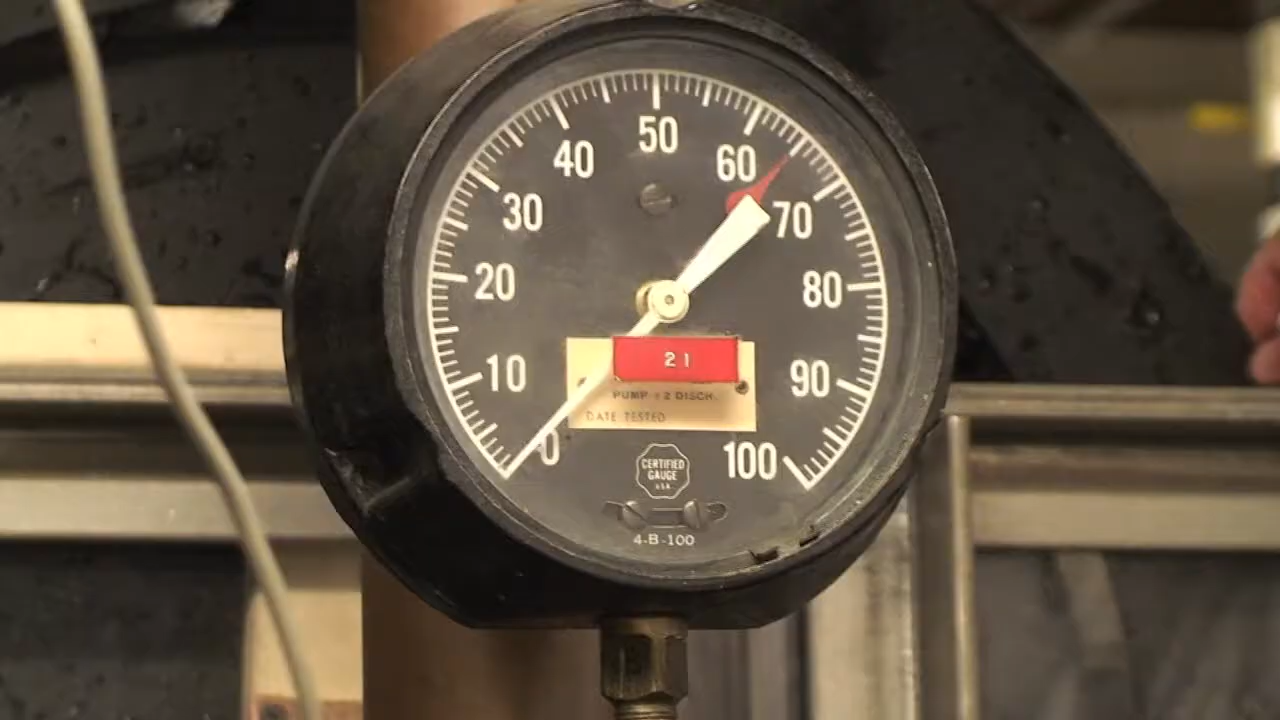 0
10
20
30
40
50
60
70
80
90
100
21
PUMP #2 DISCH.
DATE TESTED
CERTIFIED
GAUGE
U.S.A.
4-B-100